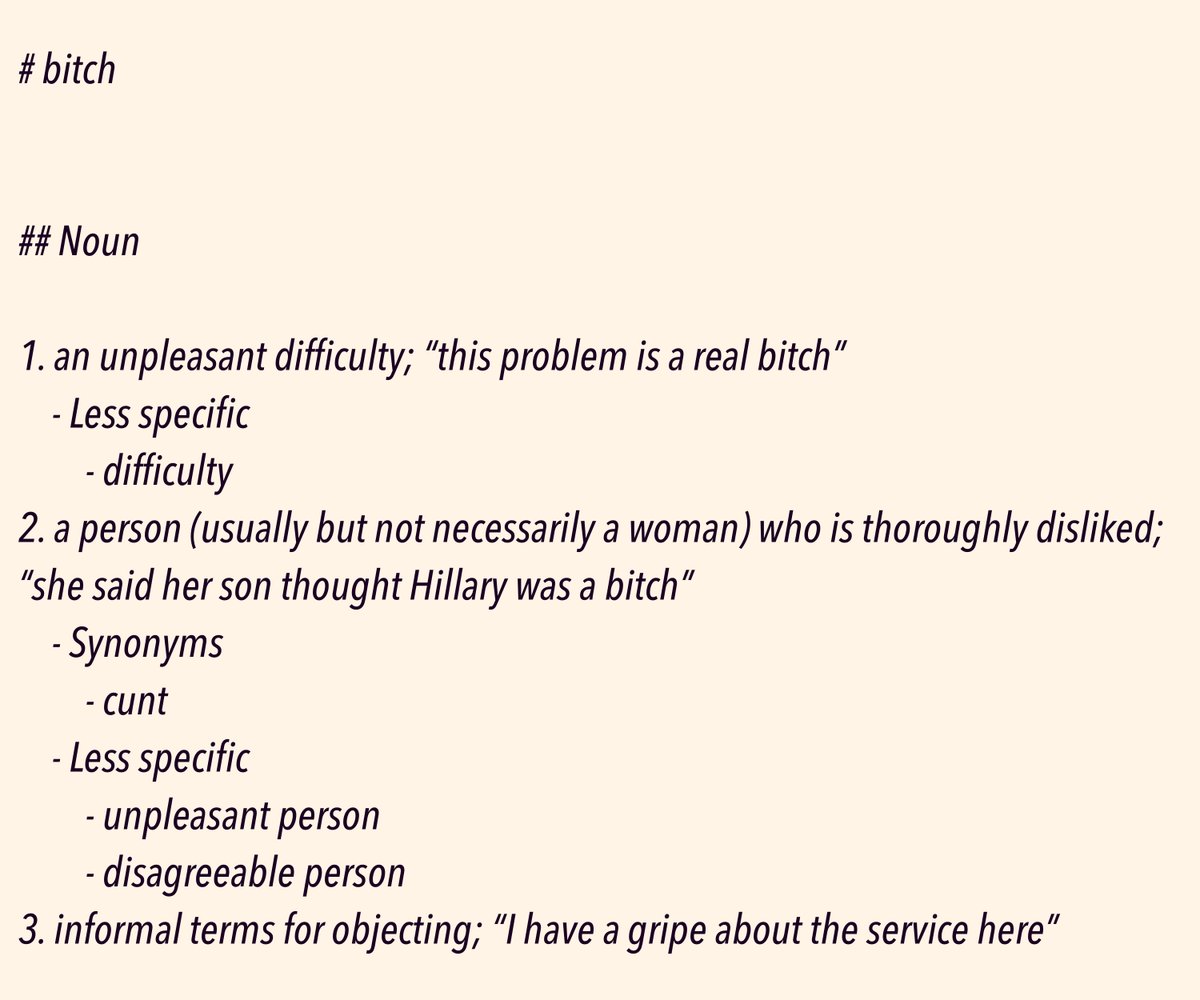 # bitch
## Noun
1. an unpleasant difficulty; “this problem is a real bitch”
- Less specific
- difficulty
2. a person (usually but not necessarily a woman) who is thoroughly disliked;
“she said her son thought Hillary was a bitch”
- Synonyms
- cunt
- Less specific
- unpleasant person
- disagreeable person
3. informal terms for objecting; “I have a gripe about the service here”